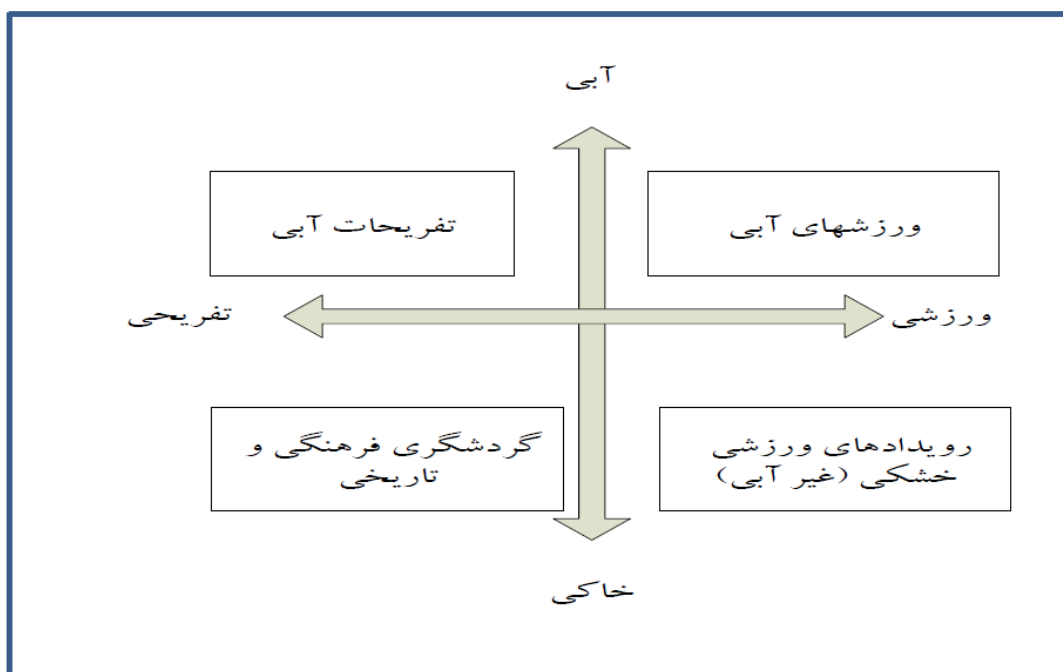 آبی
ورزشهای آبی
تفریحات آبی
ورزشی
تفریحی
رویدادهای ورزشی
خشکی (غیر آبی)
گردشگری فرهنگی و
تاریخی
خاکی